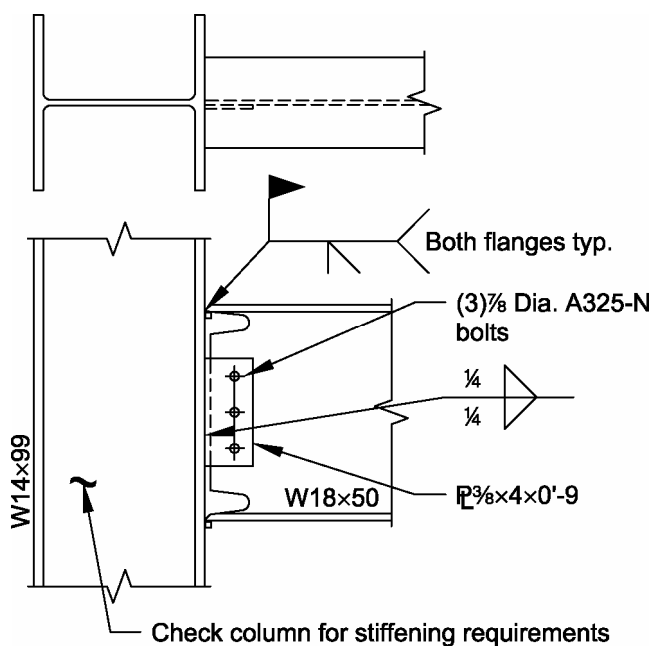 Both flanges typ.
(3)⅞ Dia. A325-N
bolts
¼
¼
W14×99
W18×50
℄⅜×4×0'-9
Check column for stiffening requirements